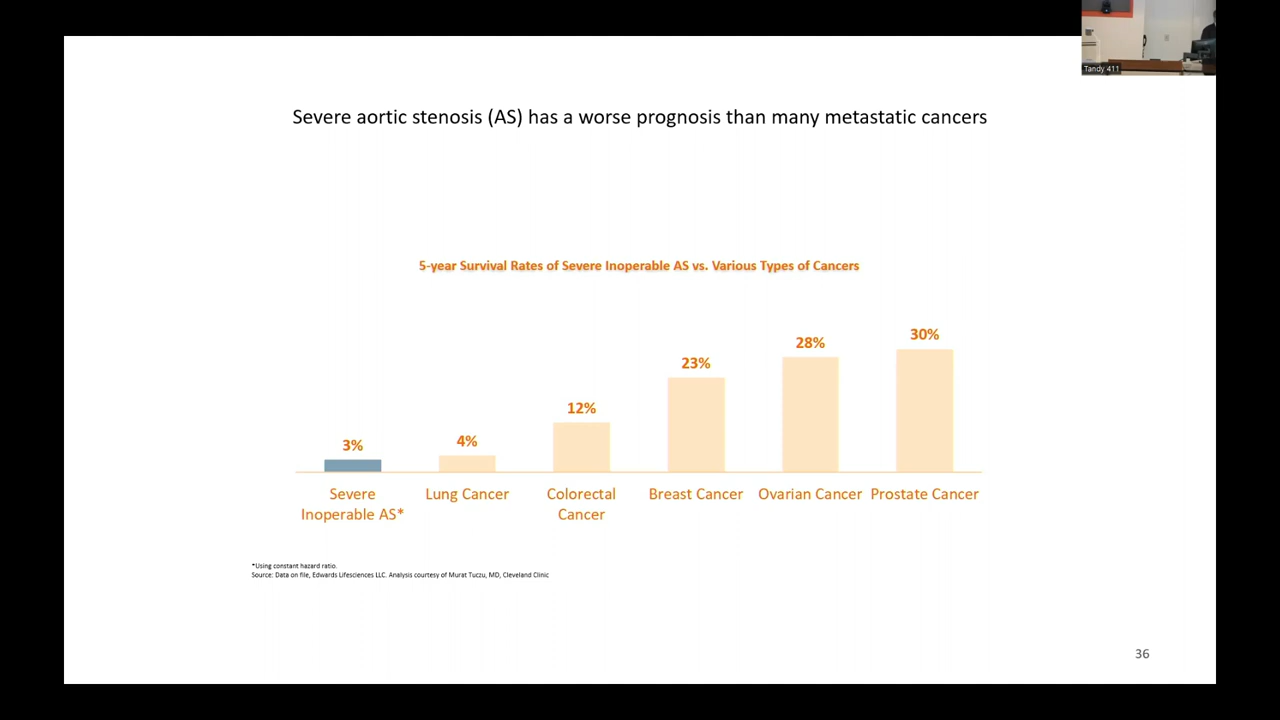 Tandy 411
Severe aortic stenosis (AS) has a worse prognosis than many metastatic cancers
5-year Survival Rates of Severe Inoperable AS vs. Various Types of Cancers
3%
4%
12%
23%
28%
30%
Severe
Inoperable AS*
Lung Cancer
Colorectal
Cancer
Breast Cancer
Ovarian Cancer
Prostate Cancer
*Using constant hazard ratio.
Source: Data on file, Edwards Lifesciences LLC. Analysis courtesy of Murat Tuczu, MD, Cleveland Clinic
36